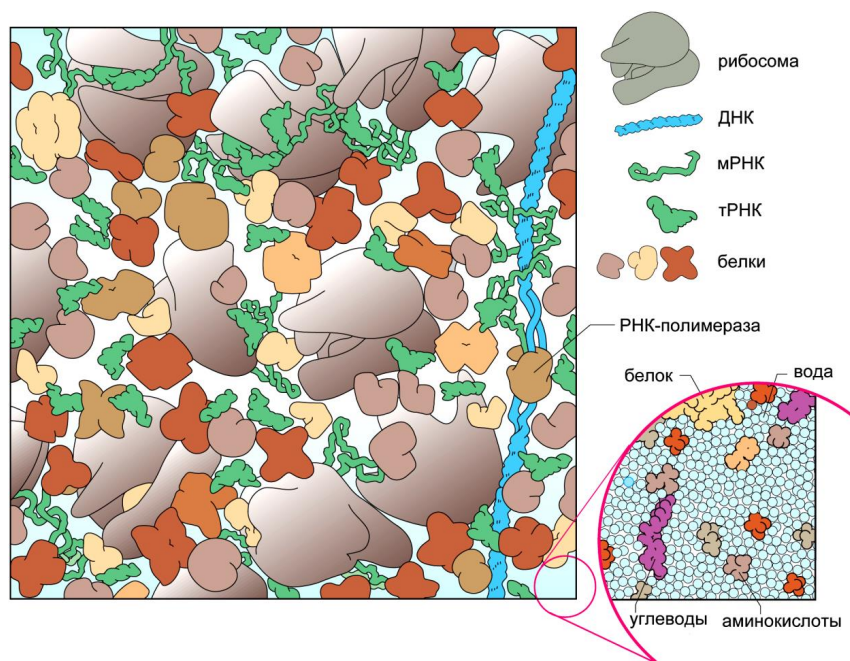 рибосома
ДНК
мРНК
тРНК
белки
РНК-полимераза
белок
вода
углеводы
аминокислоты